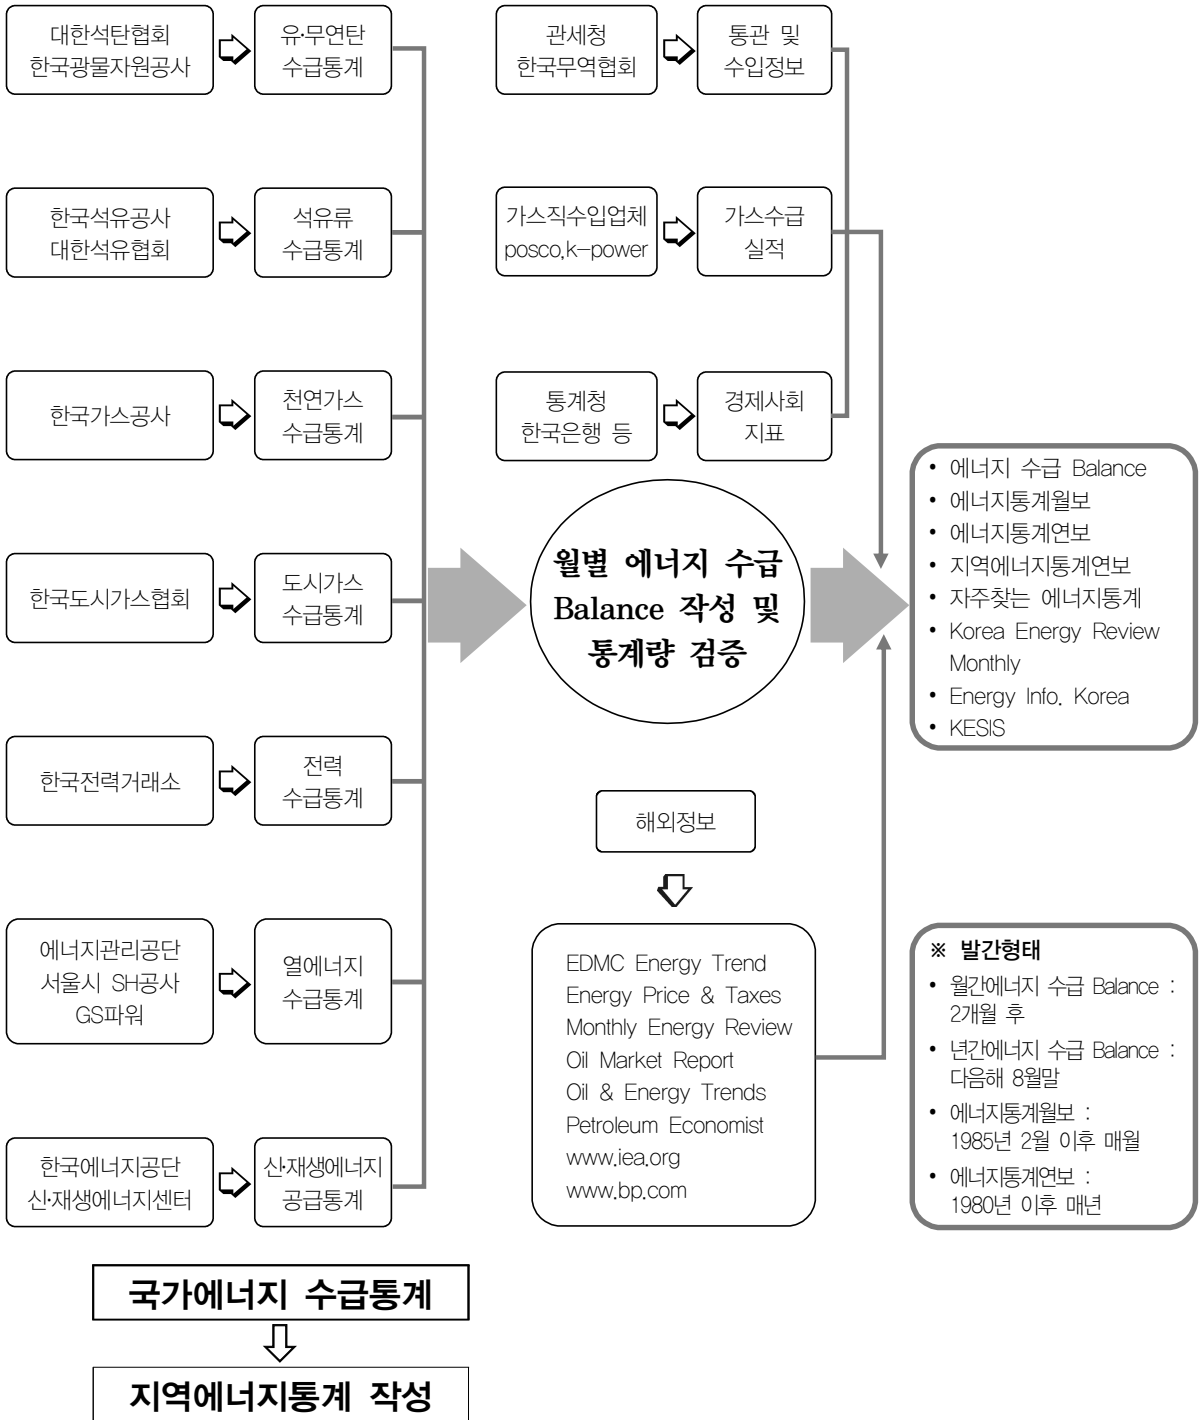 대한석탄협회
한국광물자원공사
유·무연탄
수급통계
한국석유공사
대한석유협회
석유류
수급통계
한국가스공사
천연가스
수급통계
한국도시가스협회
도시가스
수급통계
한국전력거래소
전력
수급통계
에너지관리공단
서울시 SH공사
GS파워
열에너지
수급통계
한국에너지공단
신·재생에너지센터
신·재생에너지
공급통계
관세청
한국무역협회
통관 및
수입정보
가스직수입업체
posco,k-power
가스수급
실적
통계청
한국은행 등
경제사회
지표
월별 에너지 수급
Balance 작성 및
통계량 검증
해외정보
EDMC Energy Trend
Energy Price & Taxes
Monthly Energy Review
Oil Market Report
Oil & Energy Trends
Petroleum Economist
www.iea.org
www.bp.com
• 에너지 수급 Balance
• 에너지통계월보
• 에너지통계연보
• 지역에너지통계연보
• 자주찾는 에너지통계
• Korea Energy Review
Monthly
• Energy Info. Korea
• KESIS
※ 발간형태
• 월간에너지 수급 Balance :
2개월 후
• 년간에너지 수급 Balance :
다음해 8월말
• 에너지통계월보 :
1985년 2월 이후 매월
• 에너지통계연보 :
1980년 이후 매년
국가에너지 수급통계
지역에너지통계 작성